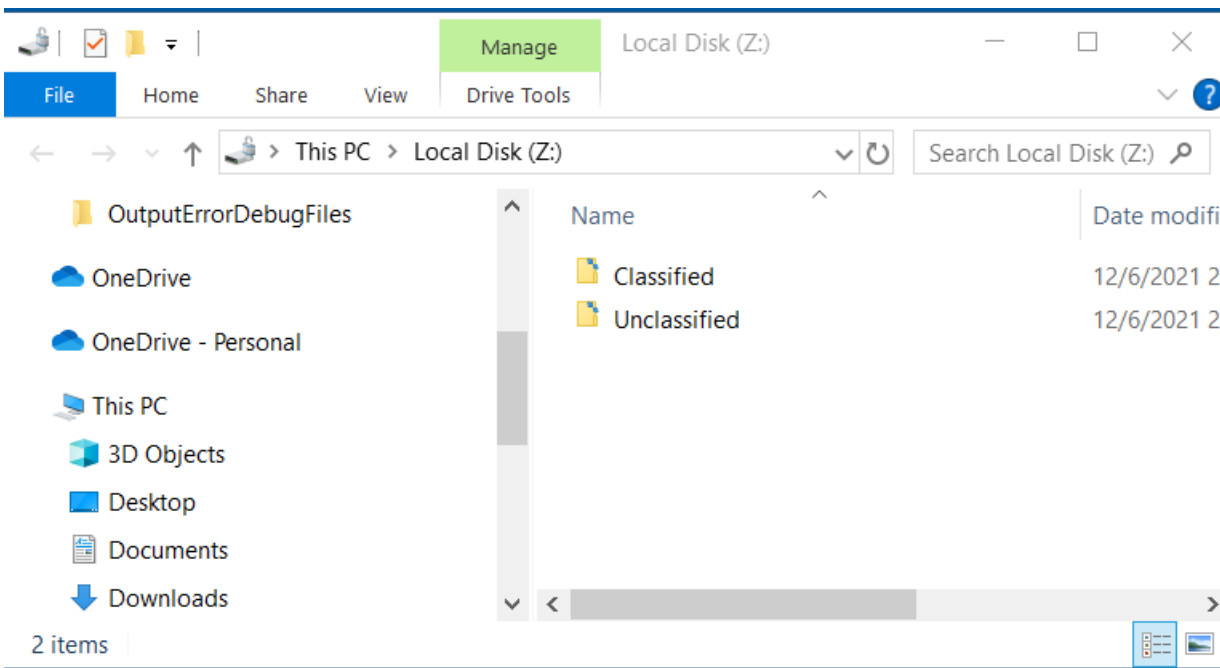 Manage Local Disk (Z:)
File Home Share View Drive Tools ?
This PC > Local Disk (Z:) Search Local Disk (Z:)
OutputErrorDebugFiles
OneDrive
OneDrive - Personal
This PC
3D Objects
Desktop
Documents
Downloads
Name Date modifi
Classified 12/6/2021 2
Unclassified 12/6/2021 2
2 items